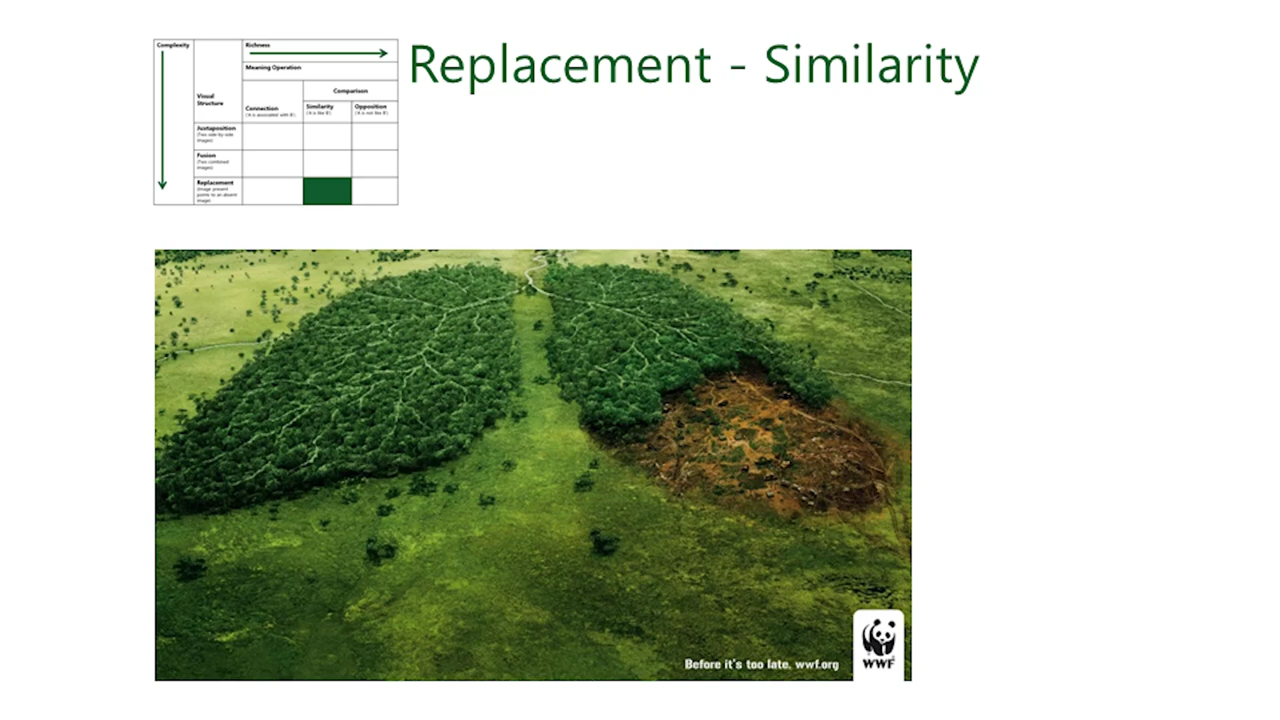 Replacement - Similarity
Complexity
Richness
Meaning Operation
Visual
Structure
Comparison
Connection
('A is associated with B')
Similarity
('A is like B')
Opposition
('A is not like B')
Juxtaposition
(Two side-by-side
images)
Fusion
(Two combined
images)
Replacement
(Image present
points to an absent
image)
Before it's too late. wwf.org
WWF